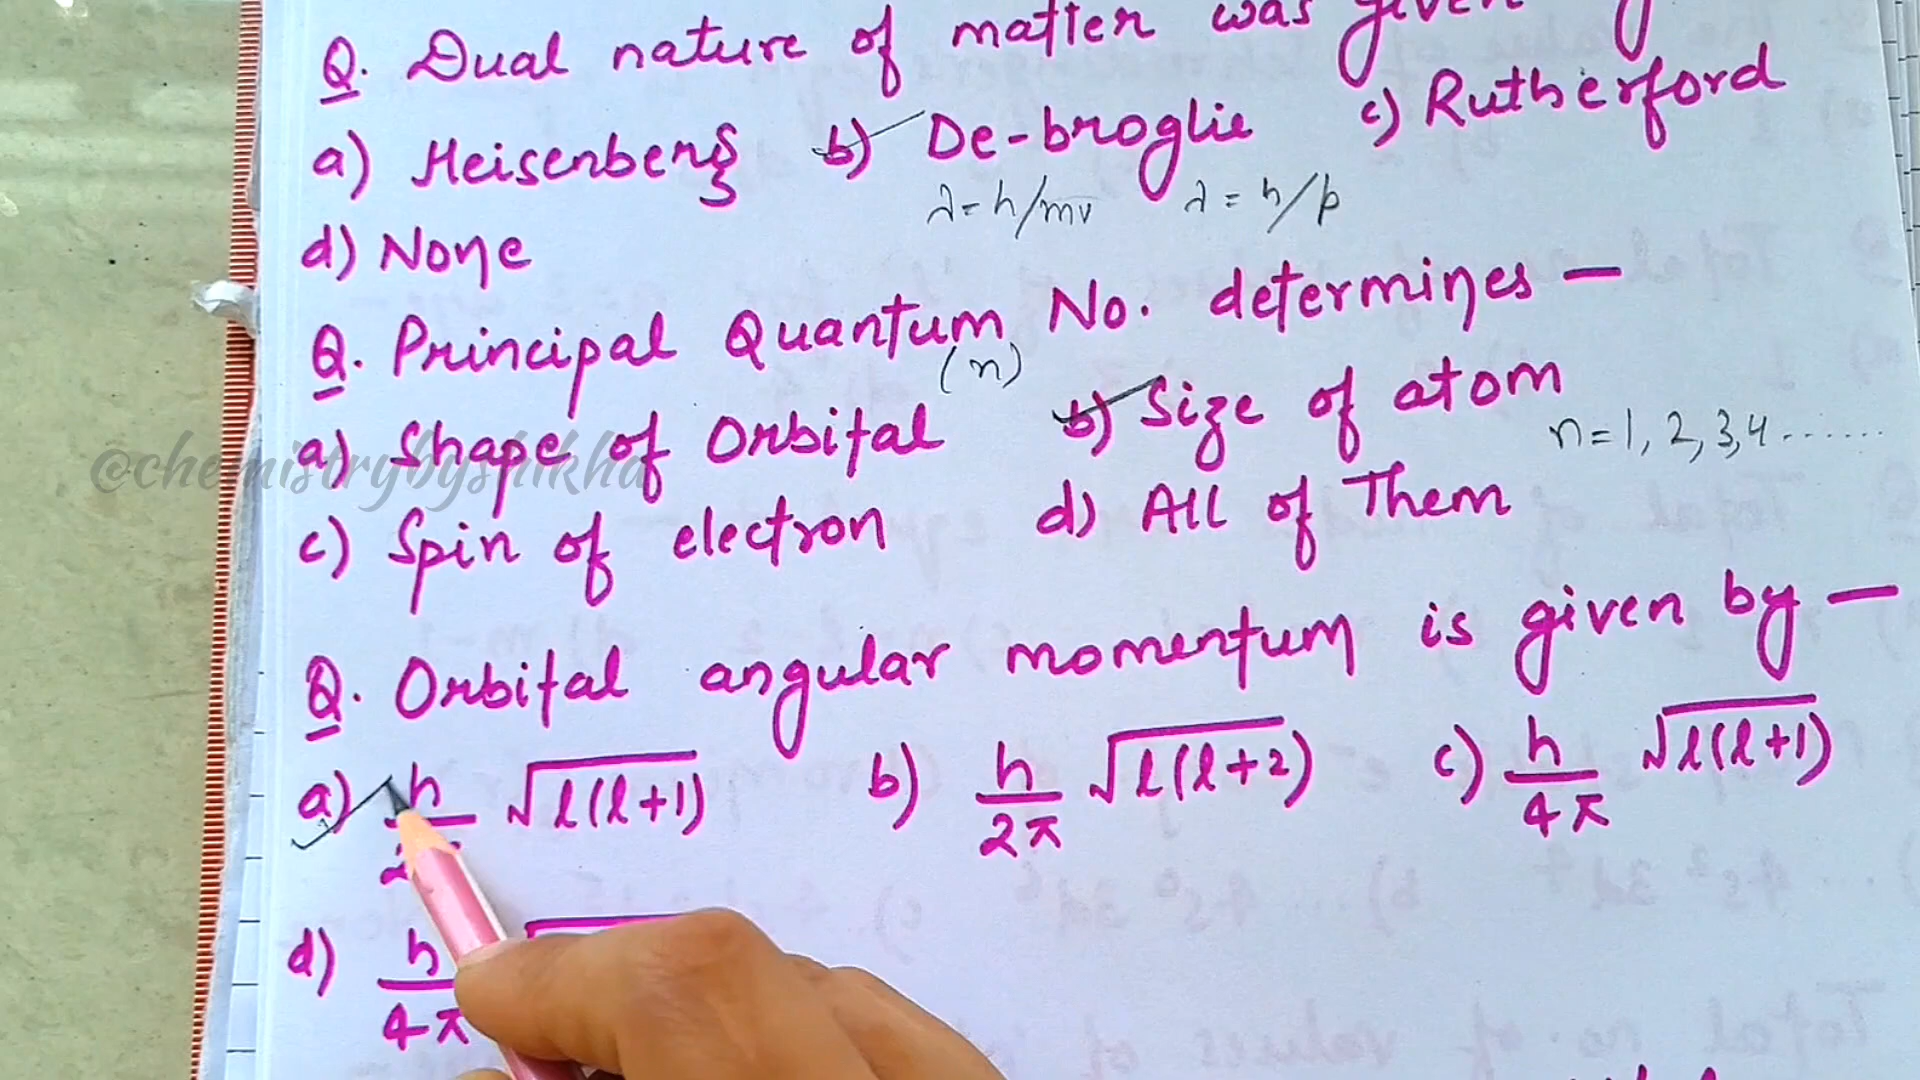 Q. Dual nature of matter was given
a) Heisenberg b) De-broglie c) Rutherford
λ=h/mv λ=h/p
d) None
Q. Principal Quantum No. determines —
(n)
a) Shape of Orbital b) Size of atom
n=1, 2, 3, 4 ......
@chemistrybyshikha
c) Spin of electron d) All of Them
Q. Orbital angular momentum is given by —
a) h/2π √l(l+1) b) h/2π √l(l+2) c) h/4π √l(l+1)
d) h/4π